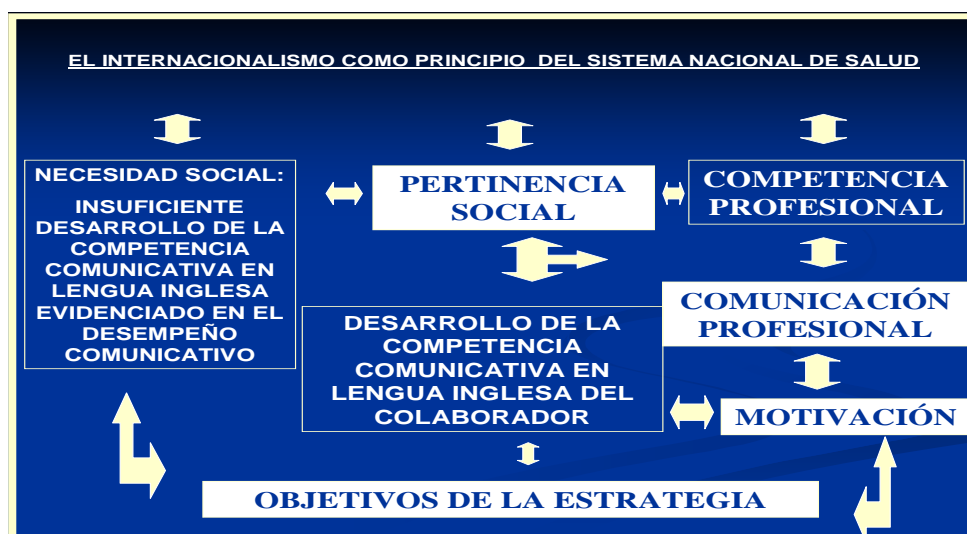 EL INTERNACIONALISMO COMO PRINCIPIO DEL SISTEMA NACIONAL DE SALUD
NECESIDAD SOCIAL:
INSUFICIENTE
DESARROLLO DE LA
COMPETENCIA
COMUNICATIVA EN
LENGUA INGLESA
EVIDENCIADO EN EL
DESEMPEÑO
COMUNICATIVO
PERTINENCIA
SOCIAL
COMPETENCIA
PROFESIONAL
COMUNICACIÓN
PROFESIONAL
DESARROLLO DE LA
COMPETENCIA
COMUNICATIVA EN
LENGUA INGLESA DEL
COLABORADOR
MOTIVACIÓN
OBJETIVOS DE LA ESTRATEGIA